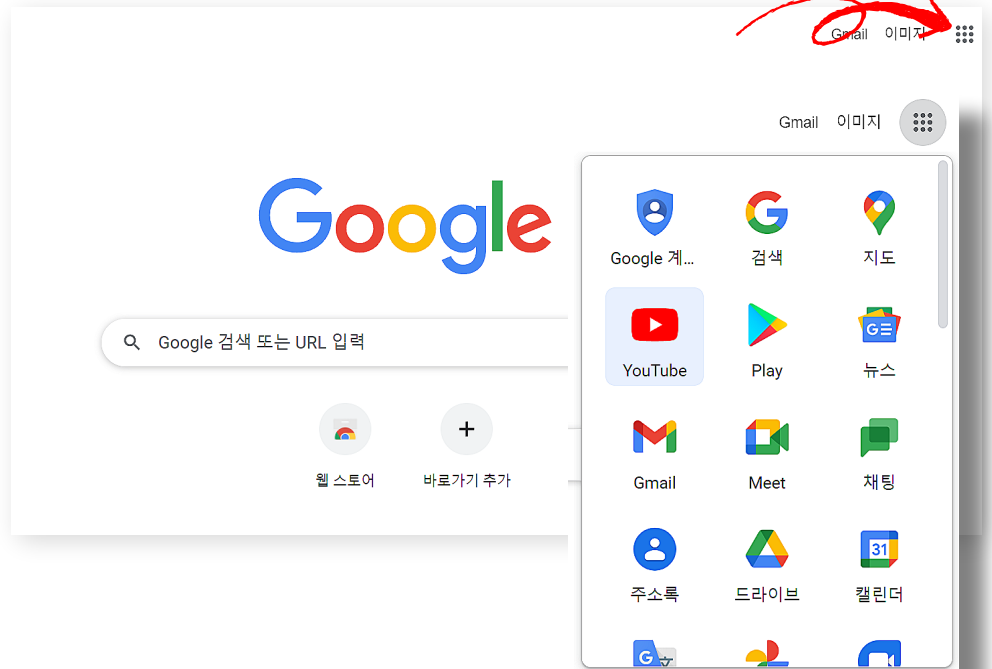 Gmail 이미지
Gmail 이미지
Google
Google 검색 또는 URL 입력
웹 스토어 바로가기 추가
Google 계... 검색 지도
YouTube Play 뉴스
Gmail Meet 채팅
31
주소록 드라이브 캘린더